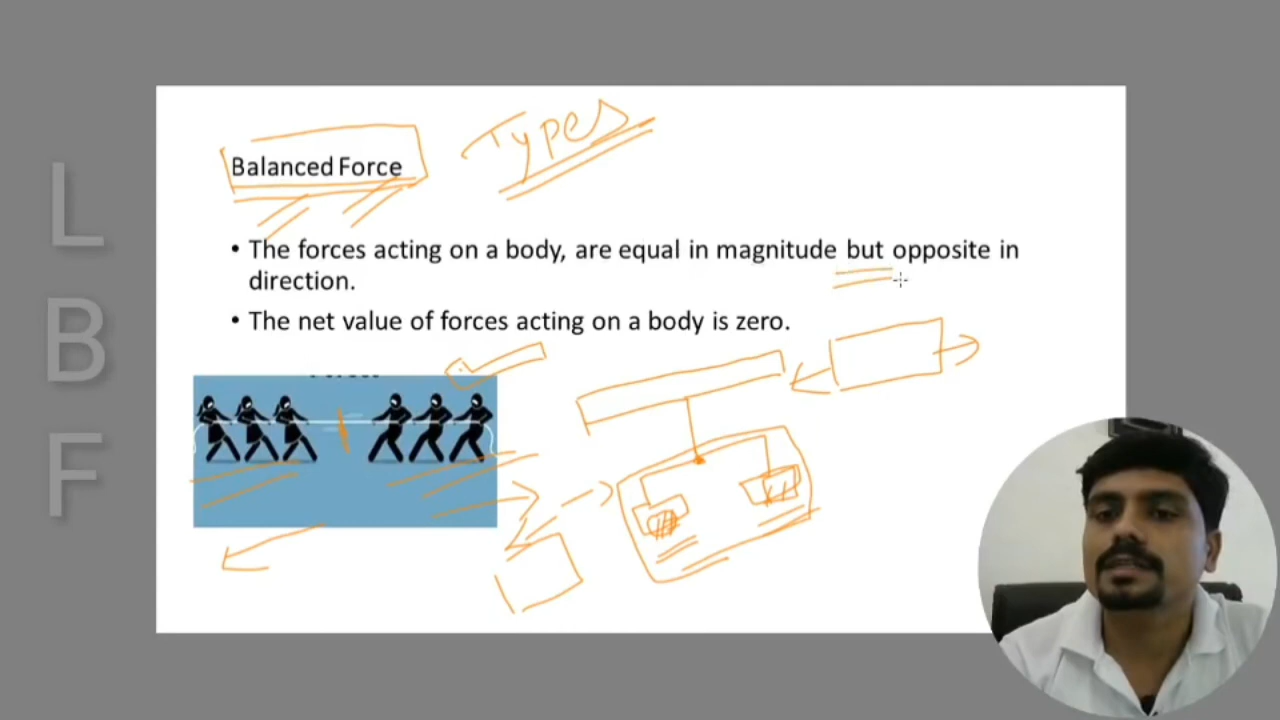 Types
Balanced Force
• The forces acting on a body, are equal in magnitude but opposite in
direction.
• The net value of forces acting on a body is zero.
L
B
F